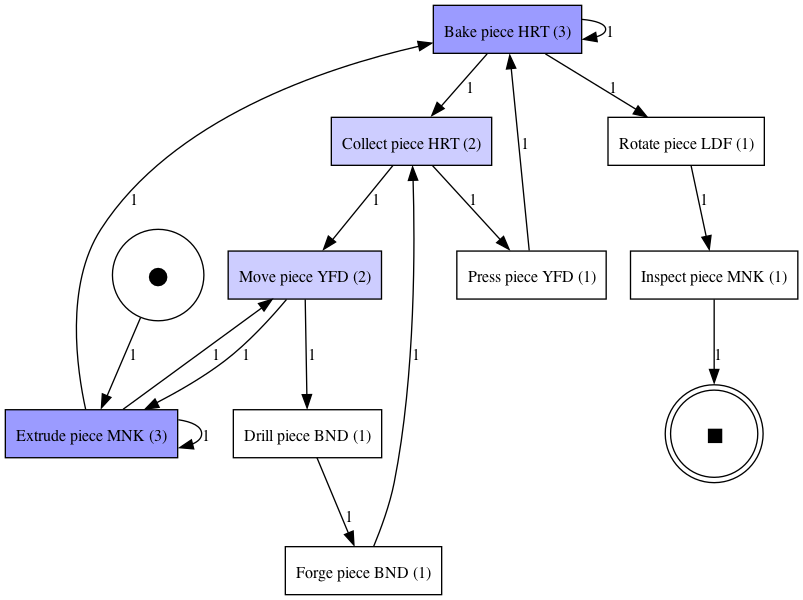 Bake piece HRT (3)
1
1
1
Collect piece HRT (2)
1
Rotate piece LDF (1)
1
1
1
1
Move piece YFD (2)
Press piece YFD (1)
Inspect piece MNK (1)
1
1
1
1
1
1
Extrude piece MNK (3)
1
Drill piece BND (1)
1
Forge piece BND (1)